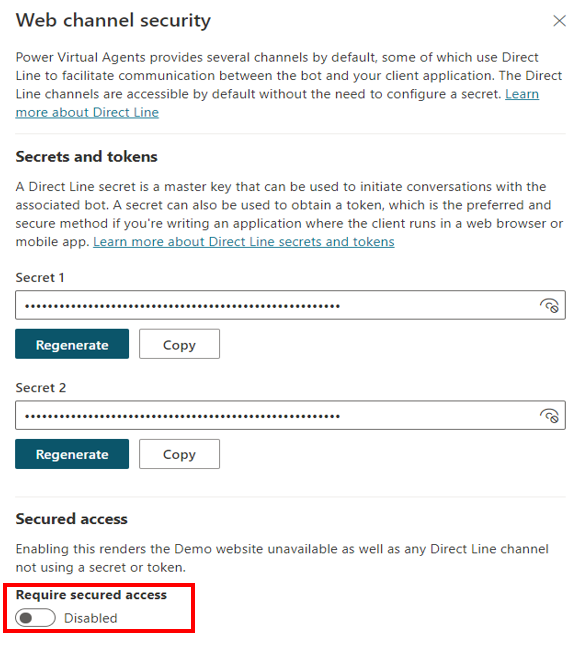 Web channel security
Power Virtual Agents provides several channels by default, some of which use Direct
Line to facilitate communication between the bot and your client application. The Direct
Line channels are accessible by default without the need to configure a secret. Learn
more about Direct Line
Secrets and tokens
A Direct Line secret is a master key that can be used to initiate conversations with the
associated bot. A secret can also be used to obtain a token, which is the preferred and
secure method if you're writing an application where the client runs in a web browser or
mobile app. Learn more about Direct Line secrets and tokens
Secret 1
Regenerate Copy
Secret 2
Regenerate Copy
Secured access
Enabling this renders the Demo website unavailable as well as any Direct Line channel
not using a secret or token.
Require secured access
Disabled